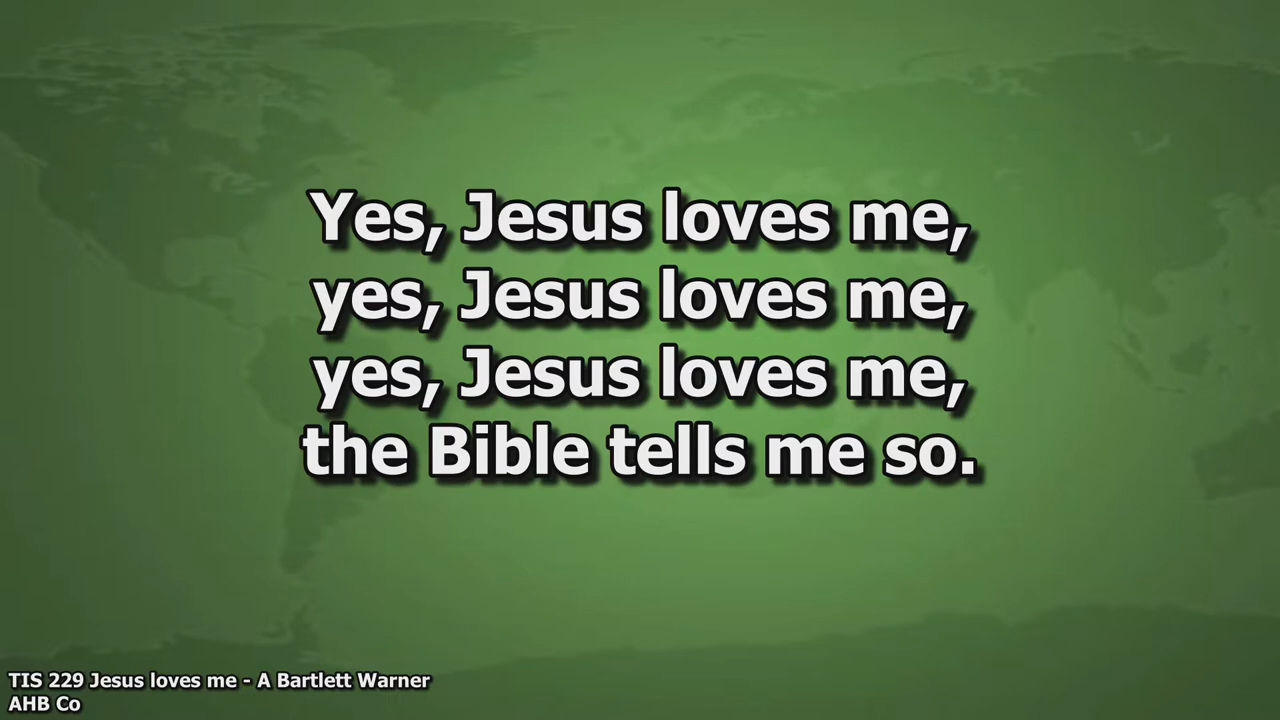 Yes, Jesus loves me,
yes, Jesus loves me,
yes, Jesus loves me,
the Bible tells me so.
TIS 229 Jesus loves me - A Bartlett Warner
AHB Co